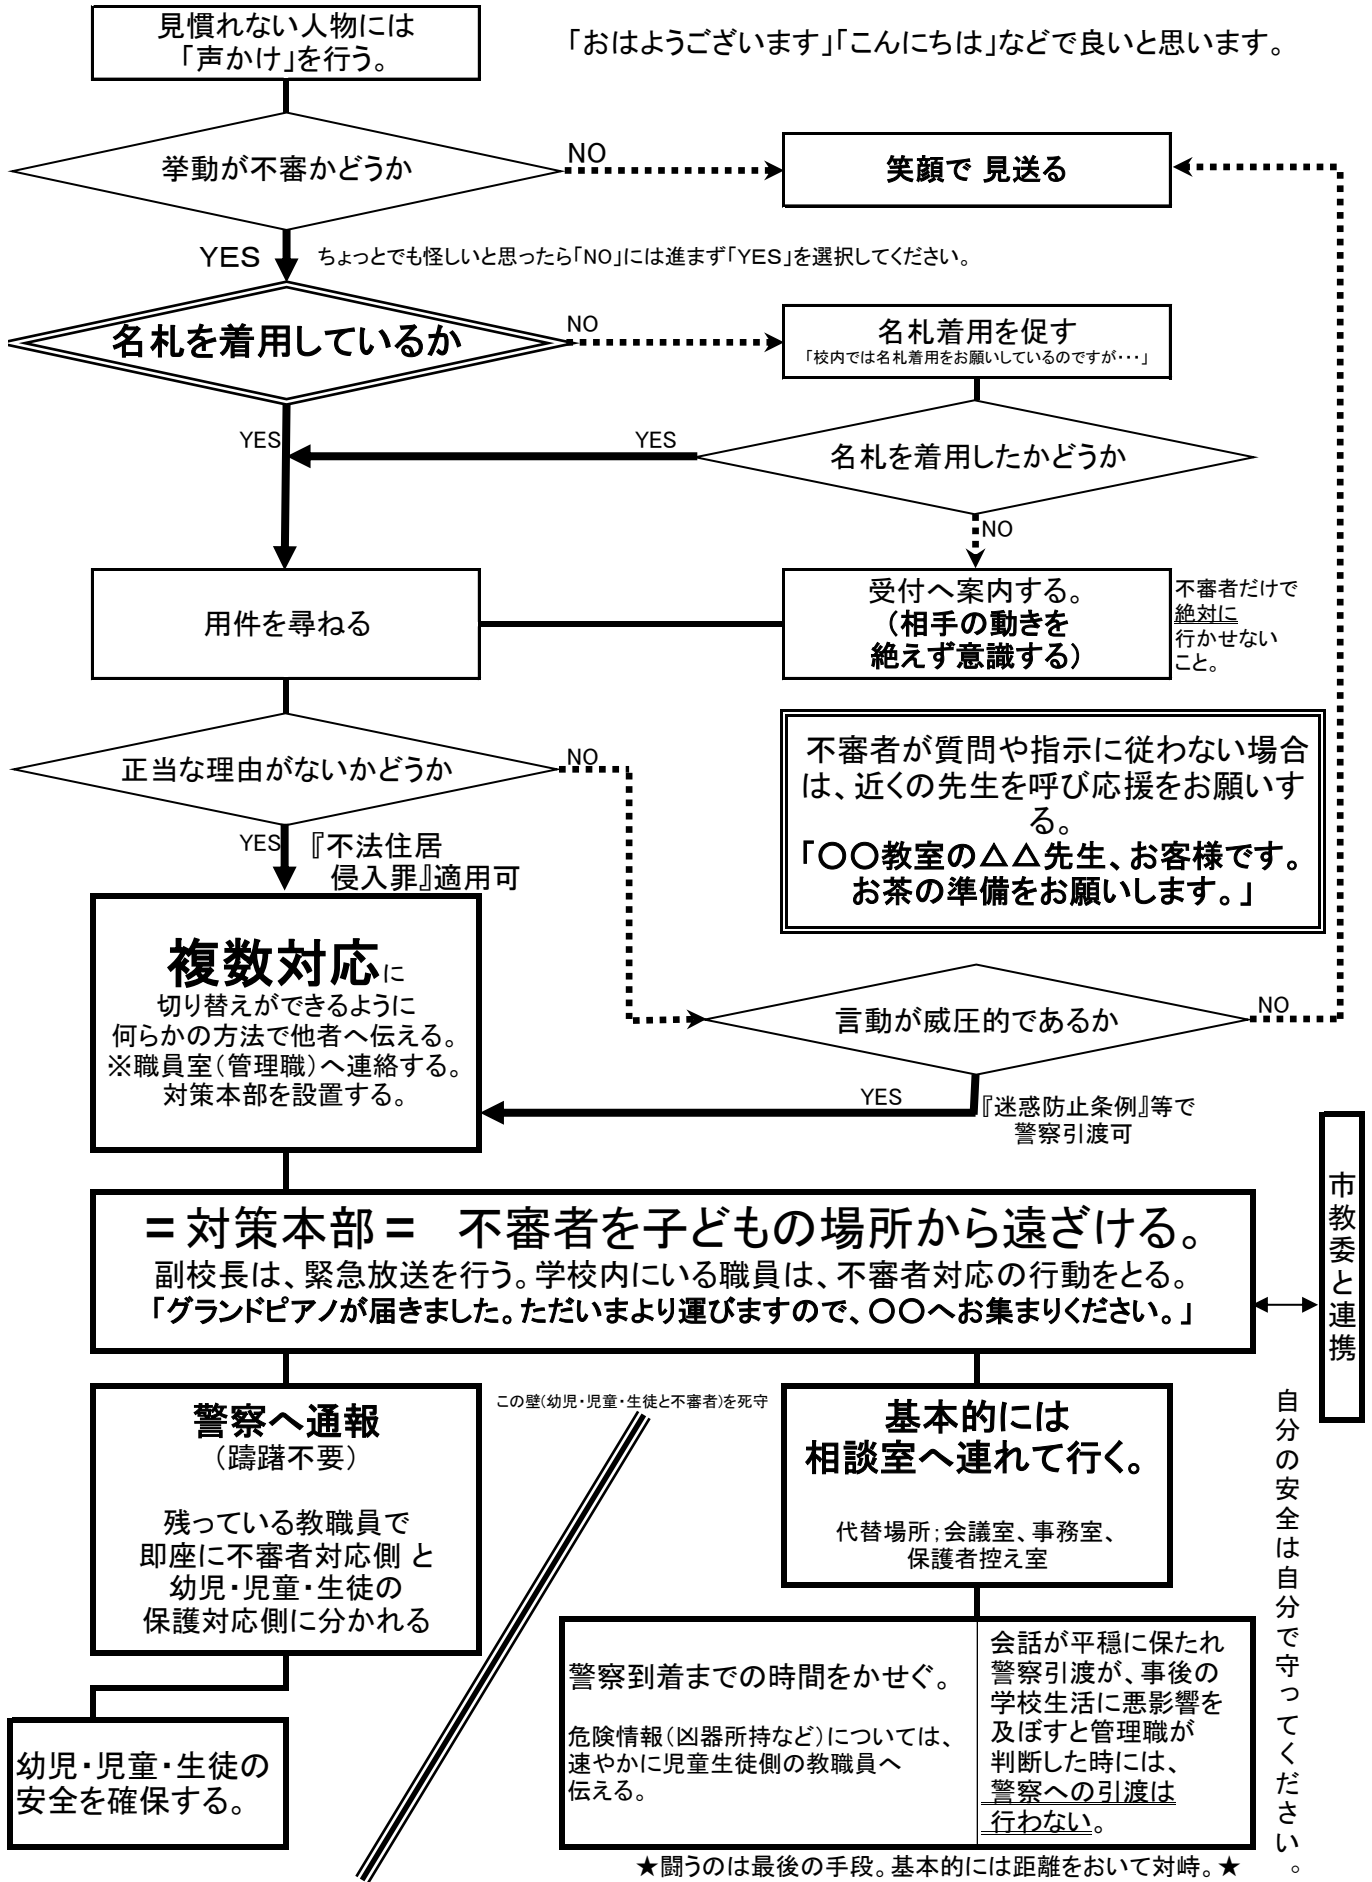 見慣れない人物には
「声かけ」を行う。
「おはようございます」「こんにちは」などで良いと思います。
挙動が不審かどうか
NO
笑顔で 見送る
YES
ちょっとでも怪しいと思ったら「NO」には進まず「YES」を選択してください。
名札を着用しているか
NO
名札着用を促す
「校内では名札着用をお願いしているのですが・・・」
YES
YES
名札を着用したかどうか
NO
用件を尋ねる
受付へ案内する。
（相手の動きを
絶えず意識する）
不審者だけで
絶対に
行かせない
こと。
正当な理由がないかどうか
NO
不審者が質問や指示に従わない場合
は、近くの先生を呼び応援をお願いす
る。
「〇〇教室の△△先生、お客様です。
お茶の準備をお願いします。」
YES
『不法住居
侵入罪』適用可
複数対応に
切り替えができるように
何らかの方法で他者へ伝える。
※職員室（管理職）へ連絡する。
対策本部を設置する。
言動が威圧的であるか
NO
YES
『迷惑防止条例』等で
警察引渡可
＝対策本部＝ 不審者を子どもの場所から遠ざける。
副校長は、緊急放送を行う。学校内にいる職員は、不審者対応の行動をとる。
「グランドピアノが届きました。ただいまより運びますので、〇〇へお集まりください。」
市教委と連携
警察へ通報
（躊躇不要）
残っている教職員で
即座に不審者対応側 と
幼児・児童・生徒の
保護対応側に分かれる
この壁（幼児・児童・生徒と不審者）を死守
基本的には
相談室へ連れて行く。
代替場所；会議室、事務室、
保護者控え室
自分の安全は自分で守ってください。
幼児・児童・生徒の
安全を確保する。
警察到着までの時間をかせぐ。
危険情報（凶器所持など）については、
速やかに児童生徒側の教職員へ
伝える。
会話が平穏に保たれ
警察引渡が、事後の
学校生活に悪影響を
及ぼすと管理職が
判断した時には、
警察への引渡は
行わない。
★闘うのは最後の手段。基本的には距離をおいて対峙。★